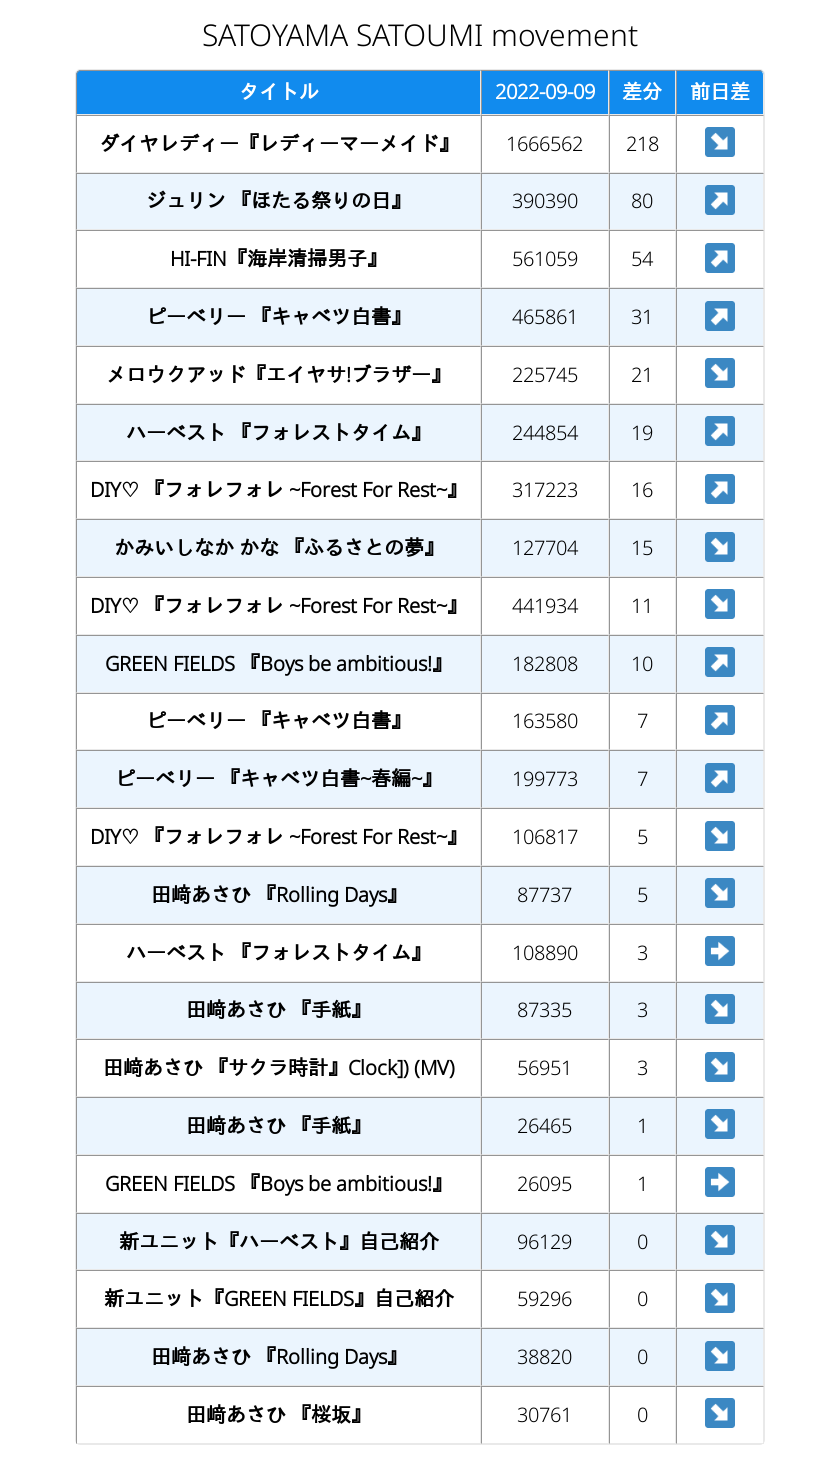 SATOYAMA SATOUMI movement
タイトル 2022-09-09 差分 前日差
ダイヤレディー『レディーマーメイド』 1666562 218 ↘
ジュリン 『ほたる祭りの日』 390390 80 ↗
HI-FIN『海岸清掃男子』 561059 54 ↗
ピーベリー 『キャベツ白書』 465861 31 ↗
メロウクアッド『エイヤサ!ブラザー』 225745 21 ↘
ハーベスト 『フォレストタイム』 244854 19 ↗
DIY♡ 『フォレフォレ ~Forest For Rest~』 317223 16 ↗
かみいしなか かな 『ふるさとの夢』 127704 15 ↘
DIY♡ 『フォレフォレ ~Forest For Rest~』 441934 11 ↘
GREEN FIELDS 『Boys be ambitious!』 182808 10 ↗
ピーベリー 『キャベツ白書』 163580 7 ↗
ピーベリー 『キャベツ白書~春編~』 199773 7 ↗
DIY♡ 『フォレフォレ ~Forest For Rest~』 106817 5 ↘
田﨑あさひ 『Rolling Days』 87737 5 ↘
ハーベスト 『フォレストタイム』 108890 3 ➡
田﨑あさひ 『手紙』 87335 3 ↘
田﨑あさひ 『サクラ時計』Clock]) (MV) 56951 3 ↘
田﨑あさひ 『手紙』 26465 1 ↘
GREEN FIELDS 『Boys be ambitious!』 26095 1 ➡
新ユニット『ハーベスト』自己紹介 96129 0 ↘
新ユニット『GREEN FIELDS』自己紹介 59296 0 ↘
田﨑あさひ 『Rolling Days』 38820 0 ↘
田﨑あさひ 『桜坂』 30761 0 ↘